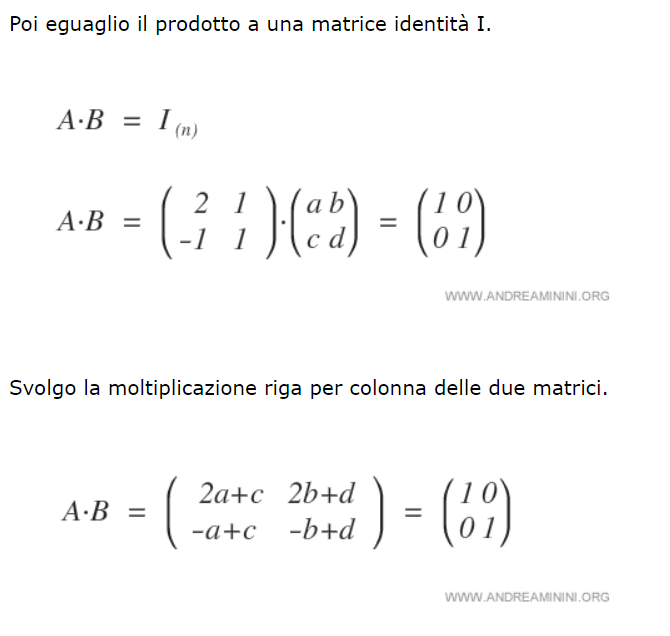 Poi eguaglio il prodotto a una matrice identità I.
A·B = I (n)
A·B = ( 2 1 -1 1 )·( a b c d ) = ( 1 0 0 1 )
WWW.ANDREAMININI.ORG
Svolgo la moltiplicazione riga per colonna delle due matrici.
A·B = ( 2a+c 2b+d -a+c -b+d ) = ( 1 0 0 1 )
WWW.ANDREAMININI.ORG